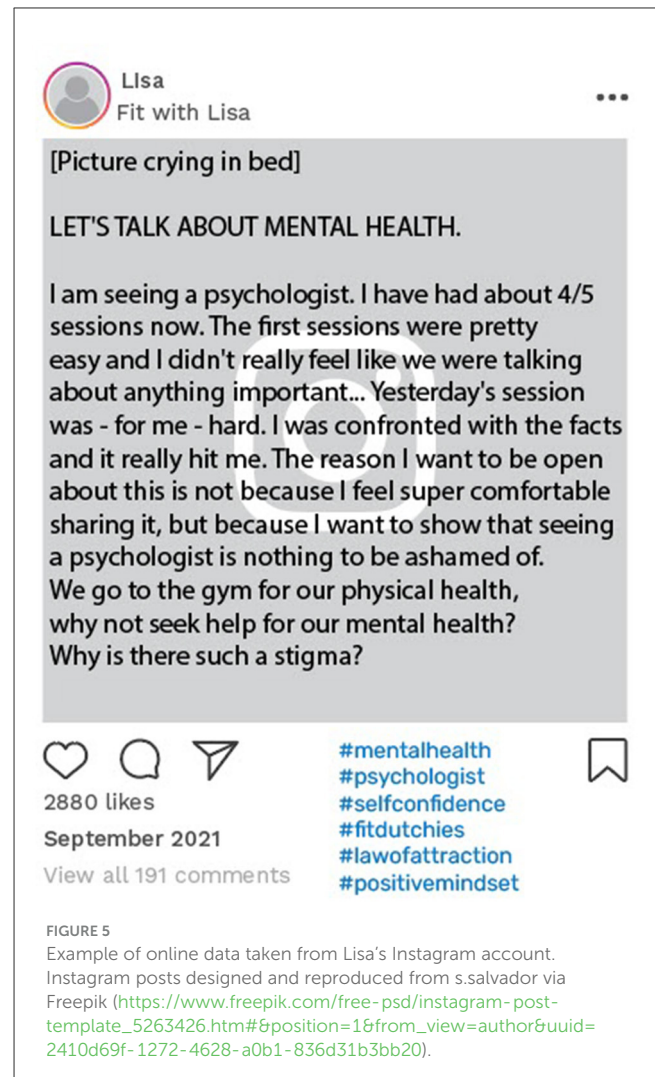 LIsa
Fit with Lisa
[Picture crying in bed]
LET'S TALK ABOUT MENTAL HEALTH.
I am seeing a psychologist. I have had about 4/5
sessions now. The first sessions were pretty
easy and I didn't really feel like we were talking
about anything important... Yesterday's session
was - for me - hard. I was confronted with the facts
and it really hit me. The reason I want to be open
about this is not because I feel super comfortable
sharing it, but because I want to show that seeing
a psychologist is nothing to be ashamed of.
We go to the gym for our physical health,
why not seek help for our mental health?
Why is there such a stigma?
2880 likes
September 2021
View all 191 comments
#mentalhealth
#psychologist
#selfconfidence
#fitdutchies
#lawofattraction
#positivemindset
FIGURE 5
Example of online data taken from Lisa's Instagram account.
Instagram posts designed and reproduced from s.salvador via
Freepik (https://www.freepik.com/free-psd/instagram-post-
template_5263426.htm#&position=1&from_view=author&uuid=
2410d69f-1272-4628-a0b1-836d31b3bb20).